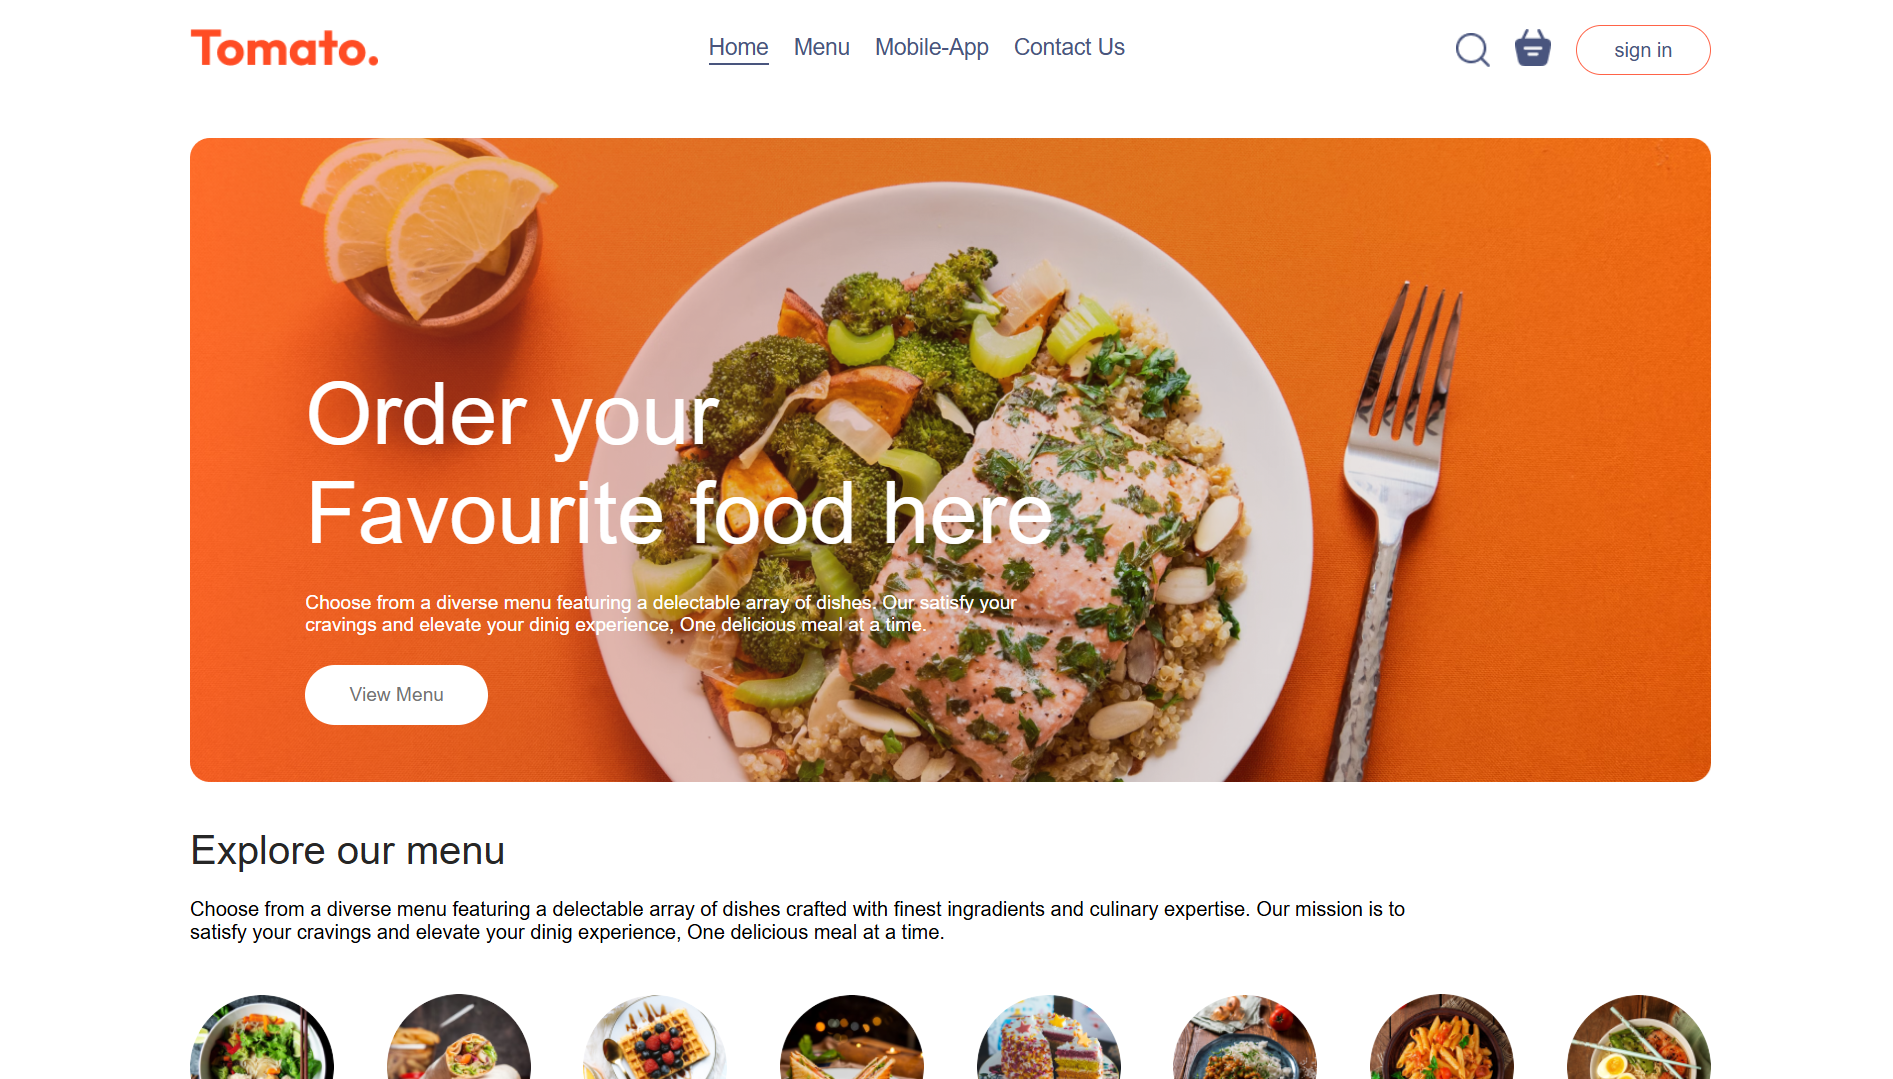 Tomato.
Home Menu Mobile-App Contact Us
sign in
Order your
Favourite food here
Choose from a diverse menu featuring a delectable array of dishes. Our satisfy your
cravings and elevate your dinig experience, One delicious meal at a time.
View Menu
Explore our menu
Choose from a diverse menu featuring a delectable array of dishes crafted with finest ingradients and culinary expertise. Our mission is to
satisfy your cravings and elevate your dinig experience, One delicious meal at a time.